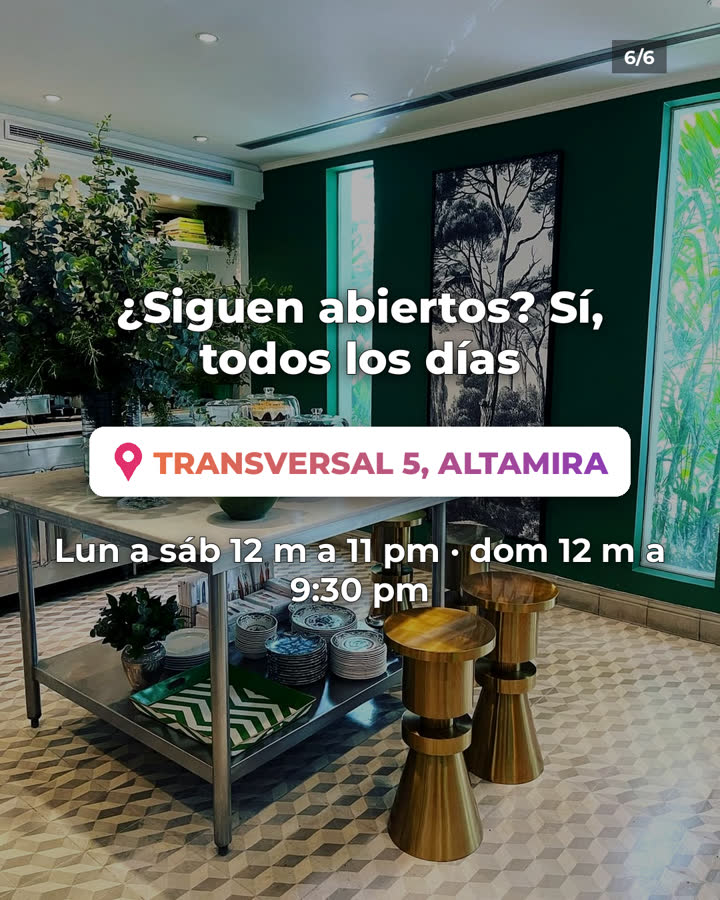 6/6
¿Siguen abiertos? Sí,
todos los días
TRANSVERSAL 5, ALTAMIRA
Lun a sáb 12 m a 11 pm · dom 12 m a
9:30 pm